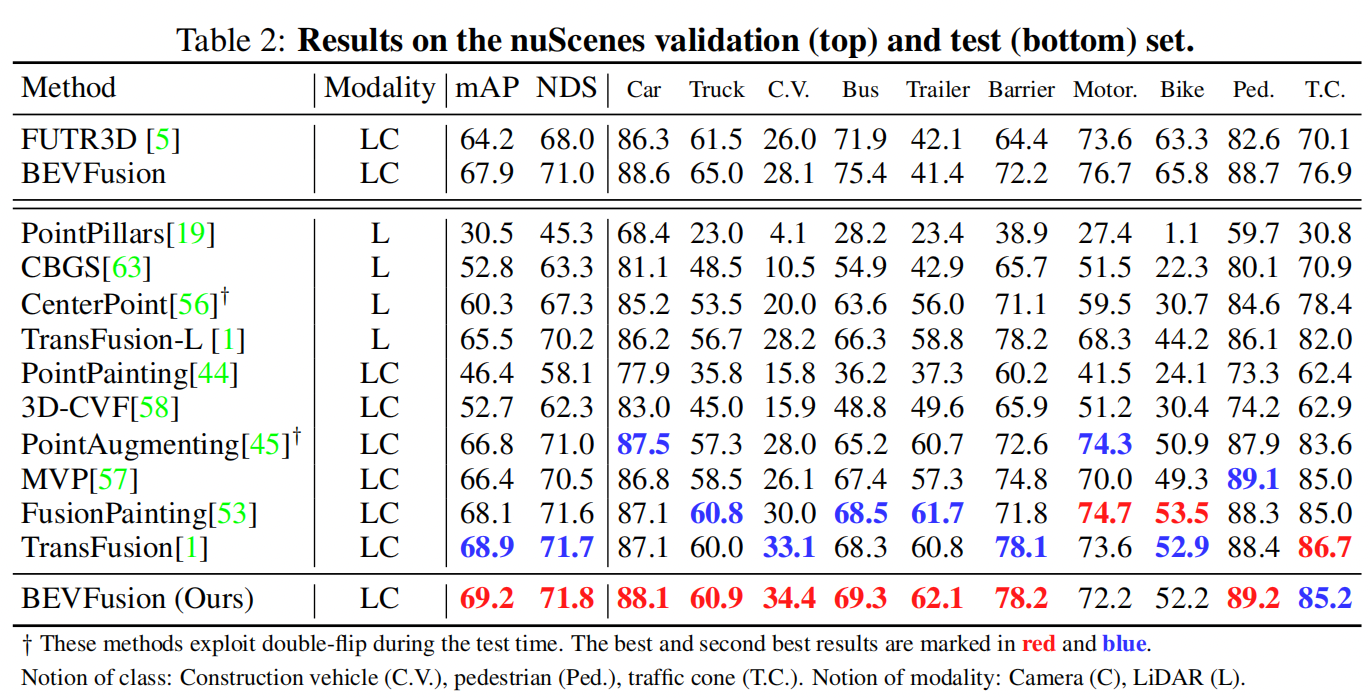 Table 2: Results on the nuScenes validation (top) and test (bottom) set.
Method Modality mAP NDS Car Truck C.V. Bus Trailer Barrier Motor. Bike Ped. T.C.
FUTR3D [5] LC 64.2 68.0 86.3 61.5 26.0 71.9 42.1 64.4 73.6 63.3 82.6 70.1
BEVFusion LC 67.9 71.0 88.6 65.0 28.1 75.4 41.4 72.2 76.7 65.8 88.7 76.9
PointPillars[19] L 30.5 45.3 68.4 23.0 4.1 28.2 23.4 38.9 27.4 1.1 59.7 30.8
CBGS[63] L 52.8 63.3 81.1 48.5 10.5 54.9 42.9 65.7 51.5 22.3 80.1 70.9
CenterPoint[56]† L 60.3 67.3 85.2 53.5 20.0 63.6 56.0 71.1 59.5 30.7 84.6 78.4
TransFusion-L [1] L 65.5 70.2 86.2 56.7 28.2 66.3 58.8 78.2 68.3 44.2 86.1 82.0
PointPainting[44] LC 46.4 58.1 77.9 35.8 15.8 36.2 37.3 60.2 41.5 24.1 73.3 62.4
3D-CVF[58] LC 52.7 62.3 83.0 45.0 15.9 48.8 49.6 65.9 51.2 30.4 74.2 62.9
PointAugmenting[45]† LC 66.8 71.0 87.5 57.3 28.0 65.2 60.7 72.6 74.3 50.9 87.9 83.6
MVP[57] LC 66.4 70.5 86.8 58.5 26.1 67.4 57.3 74.8 70.0 49.3 89.1 85.0
FusionPainting[53] LC 68.1 71.6 87.1 60.8 30.0 68.5 61.7 71.8 74.7 53.5 88.3 85.0
TransFusion[1] LC 68.9 71.7 87.1 60.0 33.1 68.3 60.8 78.1 73.6 52.9 88.4 86.7
BEVFusion (Ours) LC 69.2 71.8 88.1 60.9 34.4 69.3 62.1 78.2 72.2 52.2 89.2 85.2
† These methods exploit double-flip during the test time. The best and second best results are marked in red and blue.
Notion of class: Construction vehicle (C.V.), pedestrian (Ped.), traffic cone (T.C.). Notion of modality: Camera (C), LiDAR (L).